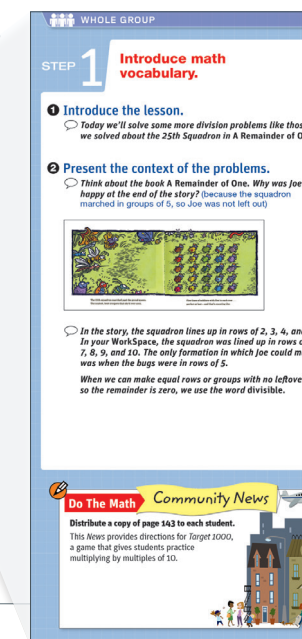 WHOLE GROUP
STEP 1
Introduce math
vocabulary.
1 Introduce the lesson.
Today we'll solve some more division problems like
we solved about the 25th Squadron in A Remainder of
2 Present the context of the problems.
Think about the book A Remainder of One. Why was Joe
happy at the end of the story? (because the squadron
marched in groups of 5, so Joe was not left out)
In the story, the squadron lines up in rows of 2, 3, 4,
In your WorkSpace, the squadron was lined up in rows
7, 8, 9, and 10. The only formation in which Joe could
was when the bugs were in rows of 5.
When we can make equal rows or groups with no
so the remainder is zero, we use the word divisible.
Do The Math Community News
Distribute a copy of page 143 to each student.
This News provides directions for Target 1000,
a game that gives students practice
multiplying by multiples of 10.